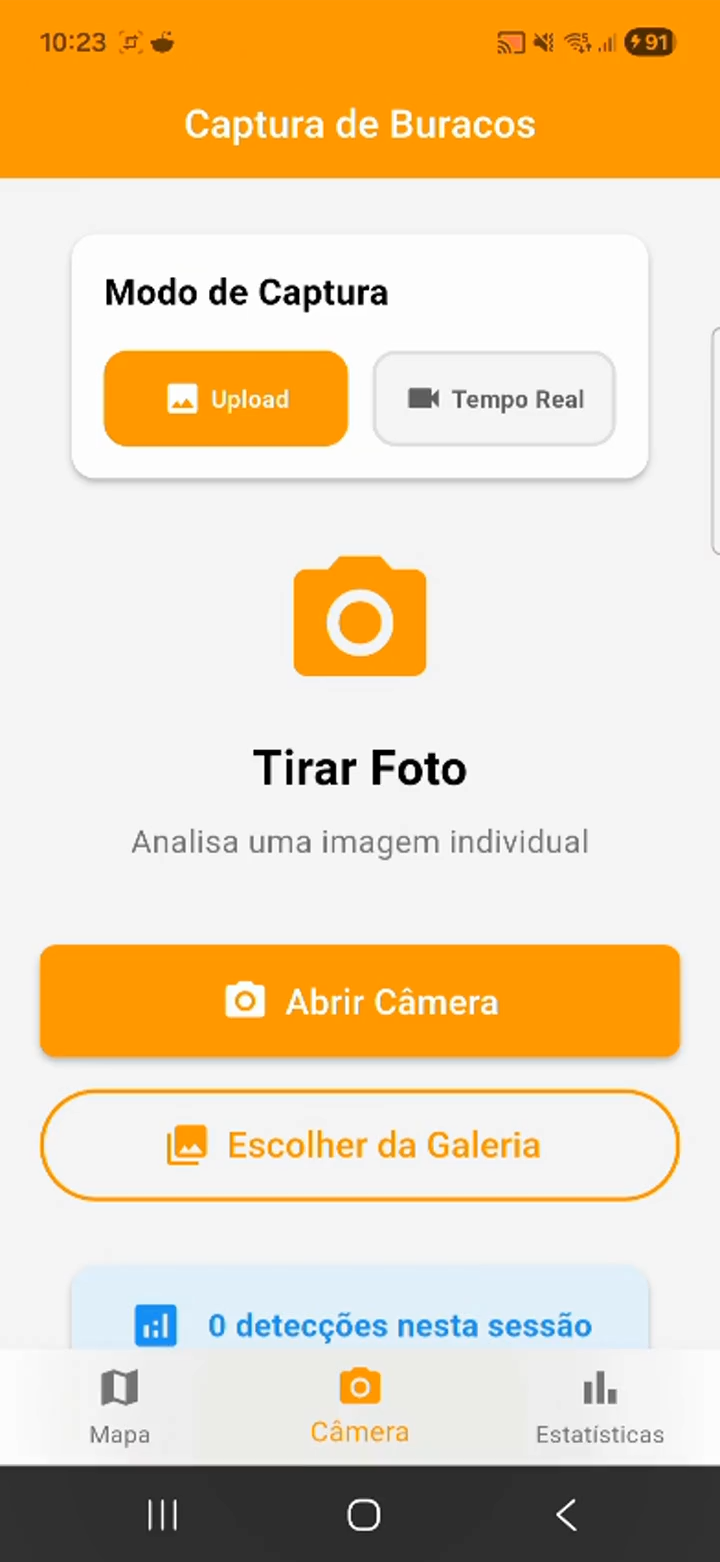 10:23
91
Captura de Buracos
Modo de Captura
Upload
Tempo Real
Tirar Foto
Analisa uma imagem individual
Abrir Câmera
Escolher da Galeria
0 detecções nesta sessão
Mapa
Câmera
Estatísticas